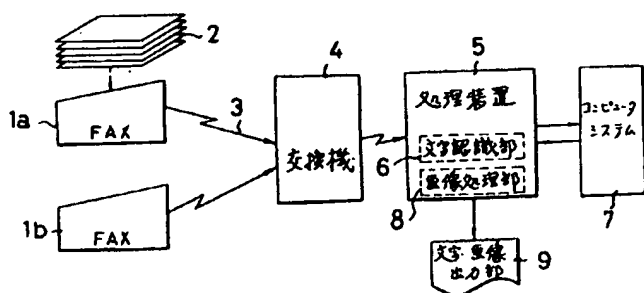 2
4
5
1a
FAX
3
交換機
処理装置
6
文字認識部
8
画像処理部
コンピュータ
システム
7
1b
FAX
文字・画像
出力部
9